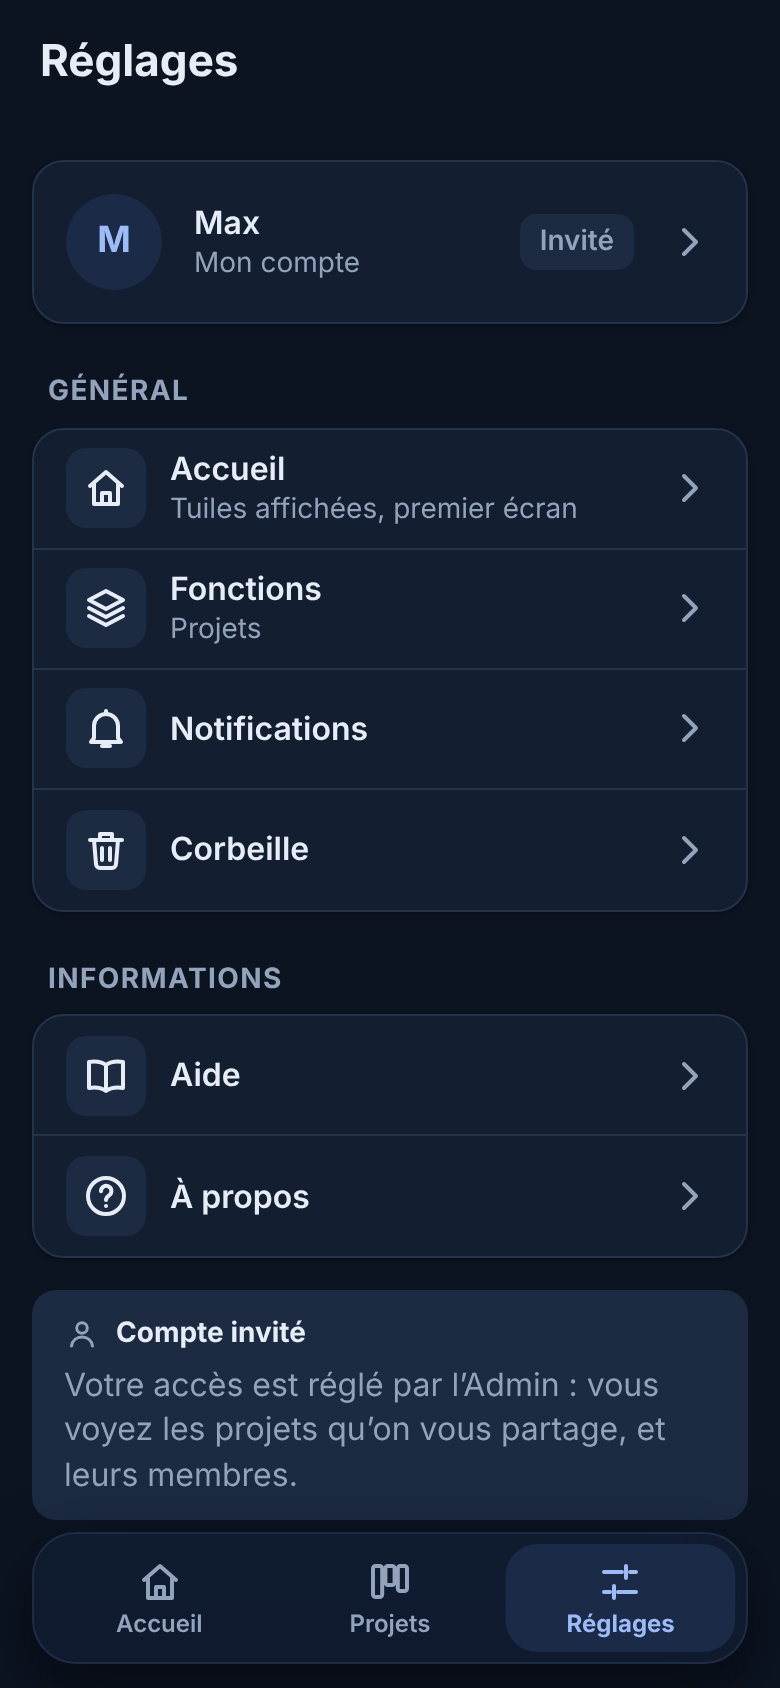 Réglages
M
Max
Mon compte
Invité
GÉNÉRAL
Accueil
Tuiles affichées, premier écran
Fonctions
Projets
Notifications
Corbeille
INFORMATIONS
Aide
À propos
Compte invité
Votre accès est réglé par l’Admin : vous
voyez les projets qu’on vous partage, et
leurs membres.
Accueil
Projets
Réglages